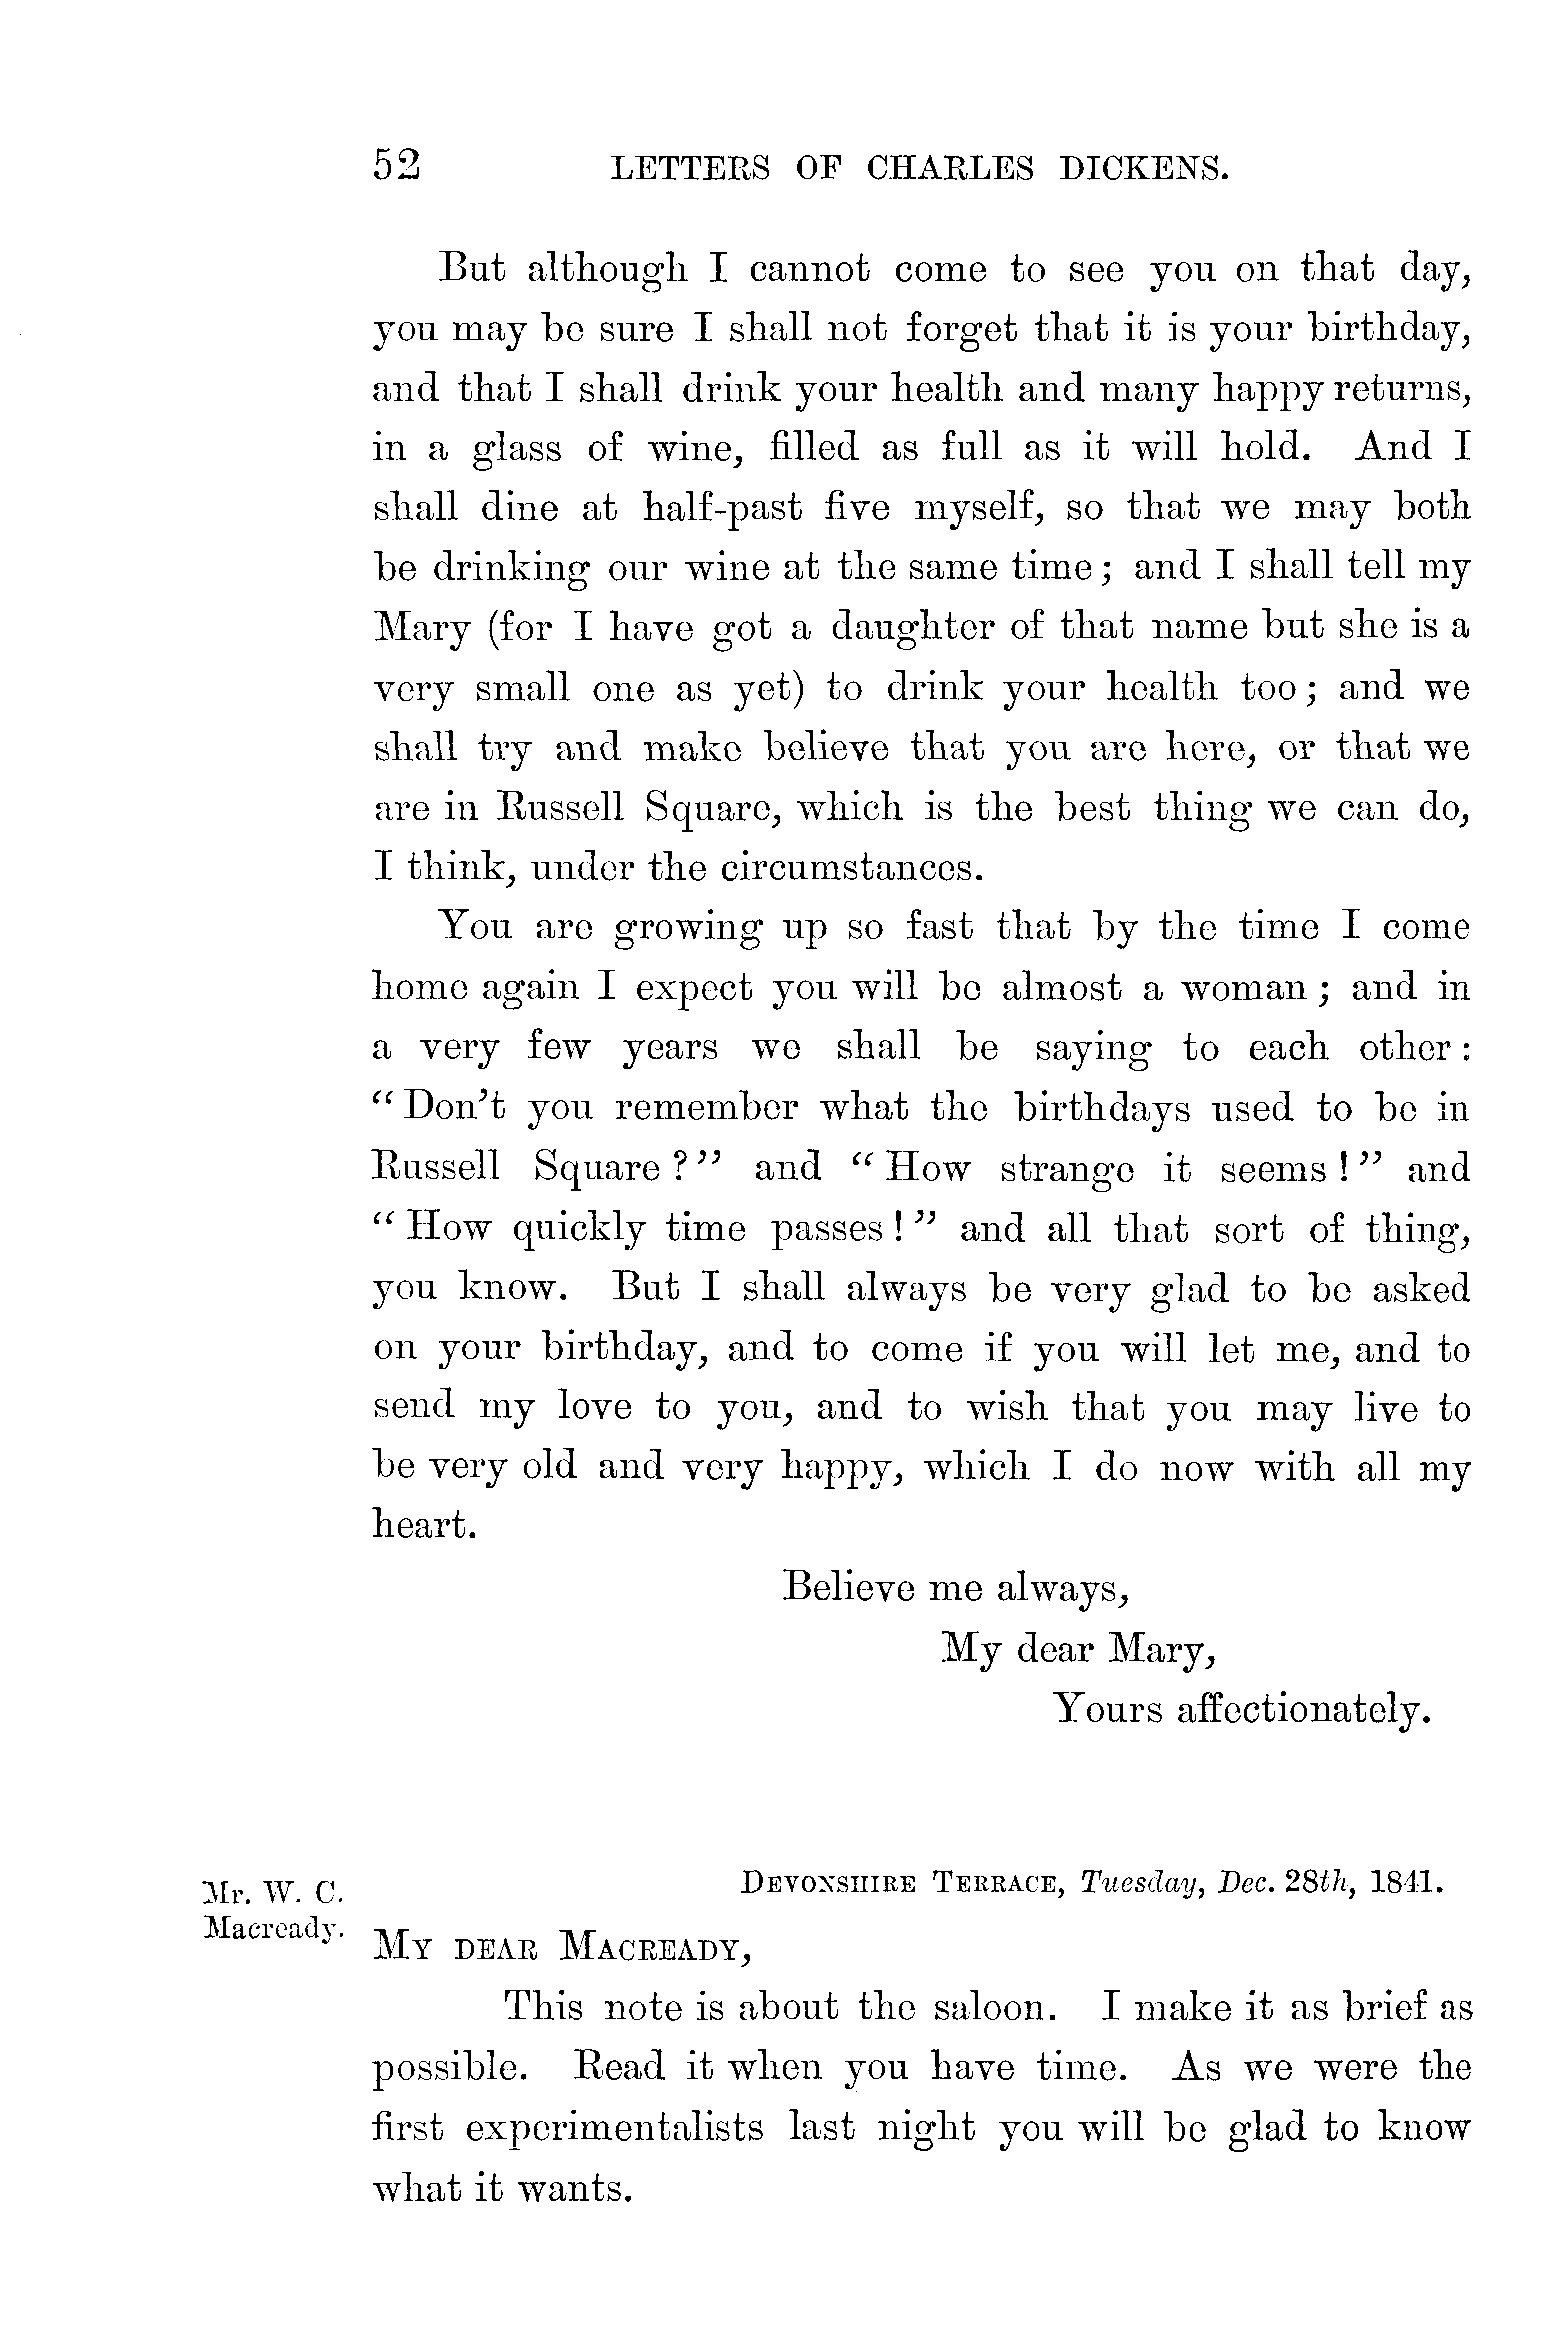 52 LETTERS OF CHARLES DICKENS.
But although I cannot come to see you on that day,
you may be sure I shall not forget that it is your birthday,
and that I shall drink your health and many happy returns,
in a glass of wine, filled as full as it will hold. And I
shall dine at half-past five myself, so that we may both
be drinking our wine at the same time; and I shall tell my
Mary (for I have got a daughter of that name but she is a
very small one as yet) to drink your health too; and we
shall try and make believe that you are here, or that we
are in Russell Square, which is the best thing we can do,
I think, under the circumstances.
You are growing up so fast that by the time I come
home again I expect you will be almost a woman; and in
a very few years we shall be saying to each other:
“Don’t you remember what the birthdays used to be in
Russell Square?” and “How strange it seems!” and
“How quickly time passes!” and all that sort of thing,
you know. But I shall always be very glad to be asked
on your birthday, and to come if you will let me, and to
send my love to you, and to wish that you may live to
be very old and very happy, which I do now with all my
heart.
Believe me always,
My dear Mary,
Yours affectionately.
Mr. W. C.
Macready.
DEVONSHIRE TERRACE, Tuesday, Dec. 28th, 1841.
MY DEAR MACREADY,
This note is about the saloon. I make it as brief as
possible. Read it when you have time. As we were the
first experimentalists last night you will be glad to know
what it wants.